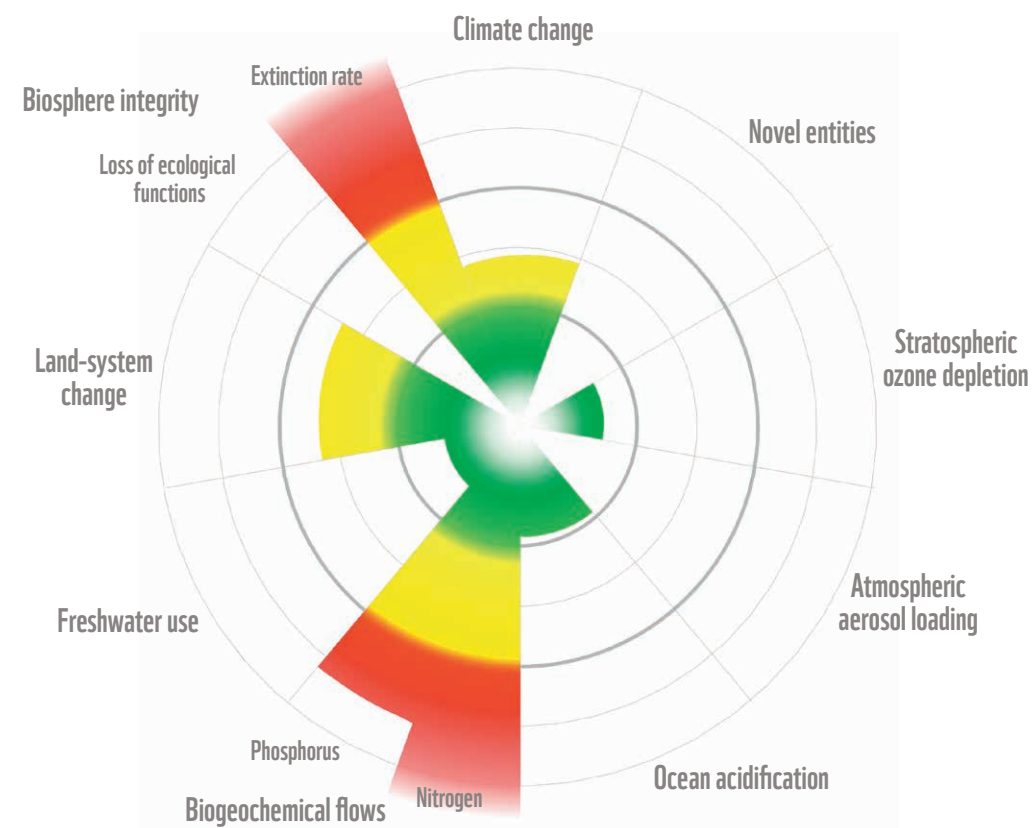 Climate change
Extinction rate
Biosphere integrity
Novel entities
Loss of ecological
functions
Stratospheric
ozone depletion
Land-system
change
Atmospheric
aerosol loading
Freshwater use
Phosphorus
Ocean acidification
Nitrogen
Biogeochemical flows